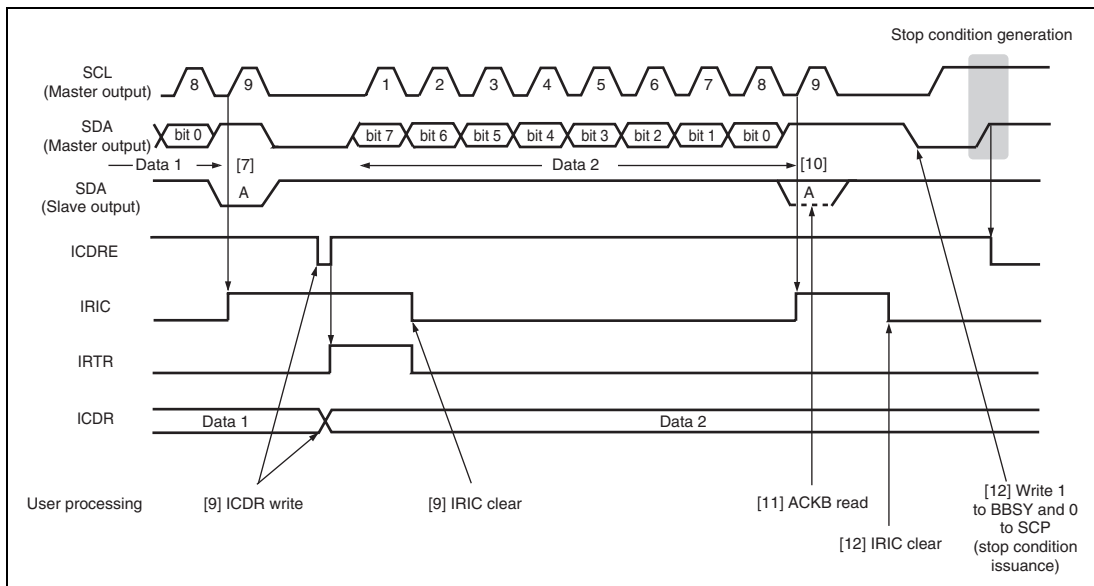 Stop condition generation
SCL
(Master output)
8 9 1 2 3 4 5 6 7 8 9
SDA
(Master output)
bit 0 bit 7 bit 6 bit 5 bit 4 bit 3 bit 2 bit 1 bit 0
Data 1 [7] Data 2 [10]
SDA
(Slave output)
A A
ICDRE
IRIC
IRTR
ICDR
Data 1 Data 2
User processing
[9] ICDR write
[9] IRIC clear
[11] ACKB read
[12] IRIC clear
[12] Write 1
to BBSY and 0
to SCP
(stop condition
issuance)